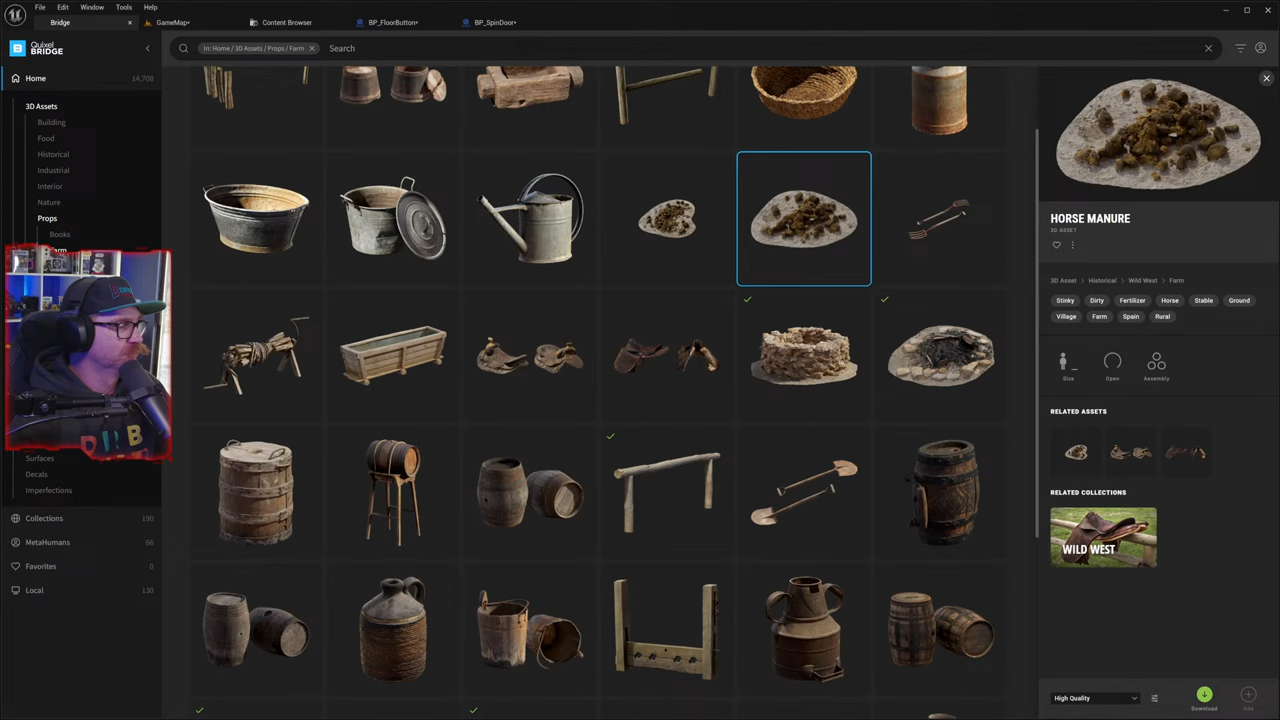 File Edit Window Tools Help
Bridge GameMap• Content Browser BP_FloorButton• BP_SpinDoor•
Quixel
BRIDGE
In: Home / 3D Assets / Props / Farm Search
Home 14,708
3D Assets
Building
Food
Historical
Industrial
Interior
Nature
Props
Books
Surfaces
Decals
Imperfections
Collections 190
MetaHumans 66
Favorites 0
Local 130
HORSE MANURE
3D ASSET
3D Asset > Historical > Wild West > Farm
Stinky Dirty Fertilizer Horse Stable Ground
Village Farm Spain Rural
Size Open Assembly
RELATED ASSETS
RELATED COLLECTIONS
WILD WEST
High Quality
Download Add